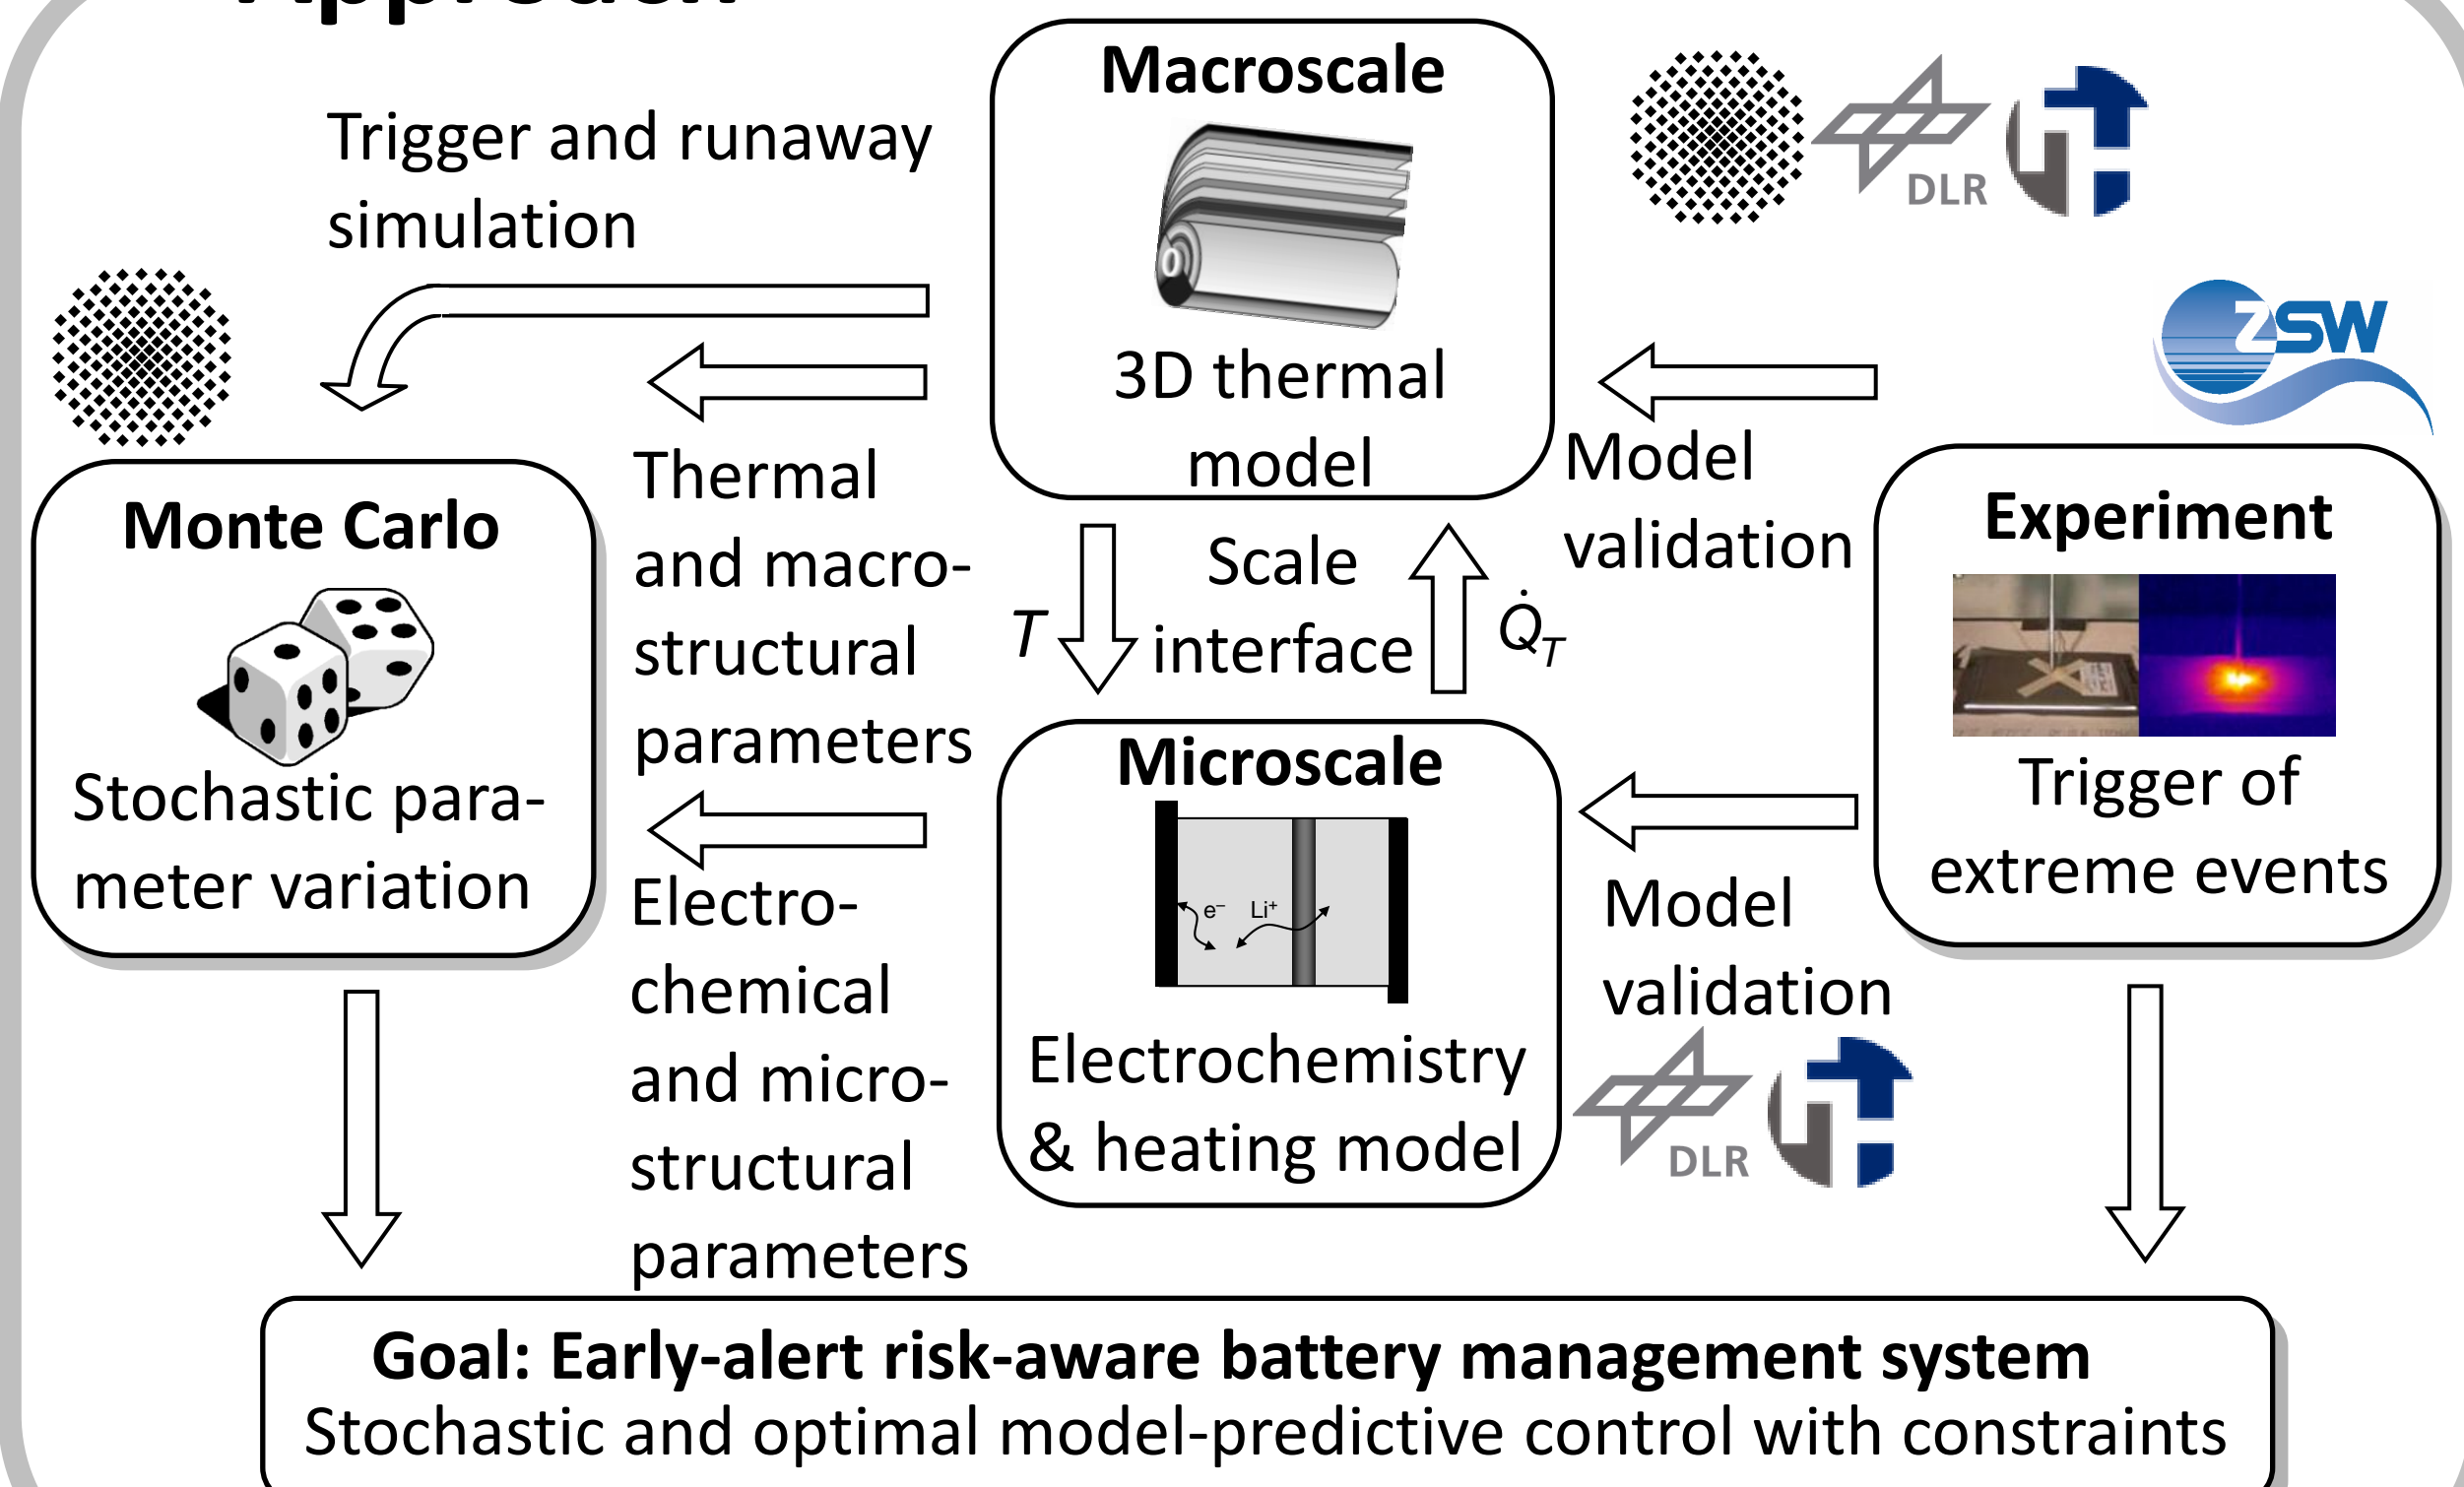 Approach
Trigger and runaway
simulation
Macroscale
3D thermal
model
DLR
ZSW
Monte Carlo
Stochastic para-
meter variation
Thermal
and macro-
structural
parameters
T
Scale
interface
Q̇T
Model
validation
Experiment
Trigger of
extreme events
Microscale
e–
Li+
Electrochemistry
& heating model
Electro-
chemical
and micro-
structural
parameters
Model
validation
DLR
Goal: Early-alert risk-aware battery management system
Stochastic and optimal model-predictive control with constraints